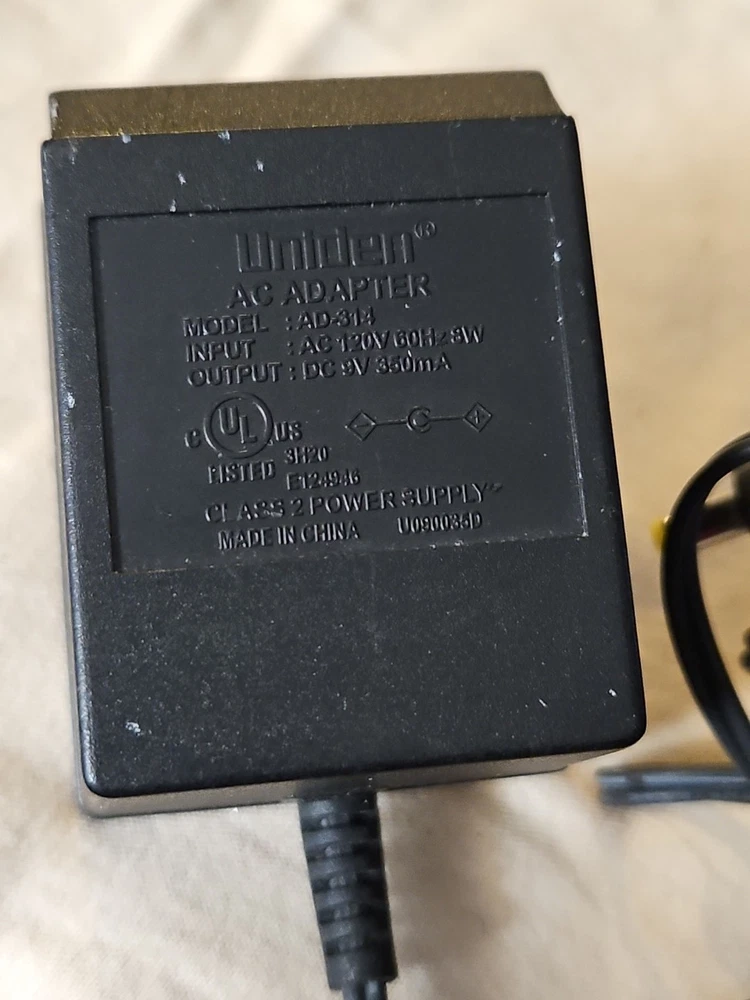 Uniden®
AC ADAPTER
MODEL : AD-314
INPUT : AC 120V 60Hz 8W
OUTPUT : DC 9V 350mA
C UL US
LISTED 3H20
E124946
CLASS 2 POWER SUPPLY
MADE IN CHINA U090035D